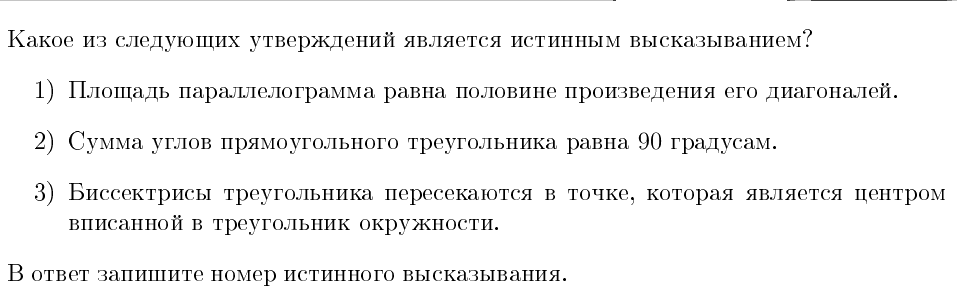 Какое из следующих утверждений является истинным высказыванием?
1) Площадь параллелограмма равна половине произведения его диагоналей.
2) Сумма углов прямоугольного треугольника равна 90 градусам.
3) Биссектрисы треугольника пересекаются в точке, которая является центром
вписанной в треугольник окружности.
В ответ запишите номер истинного высказывания.